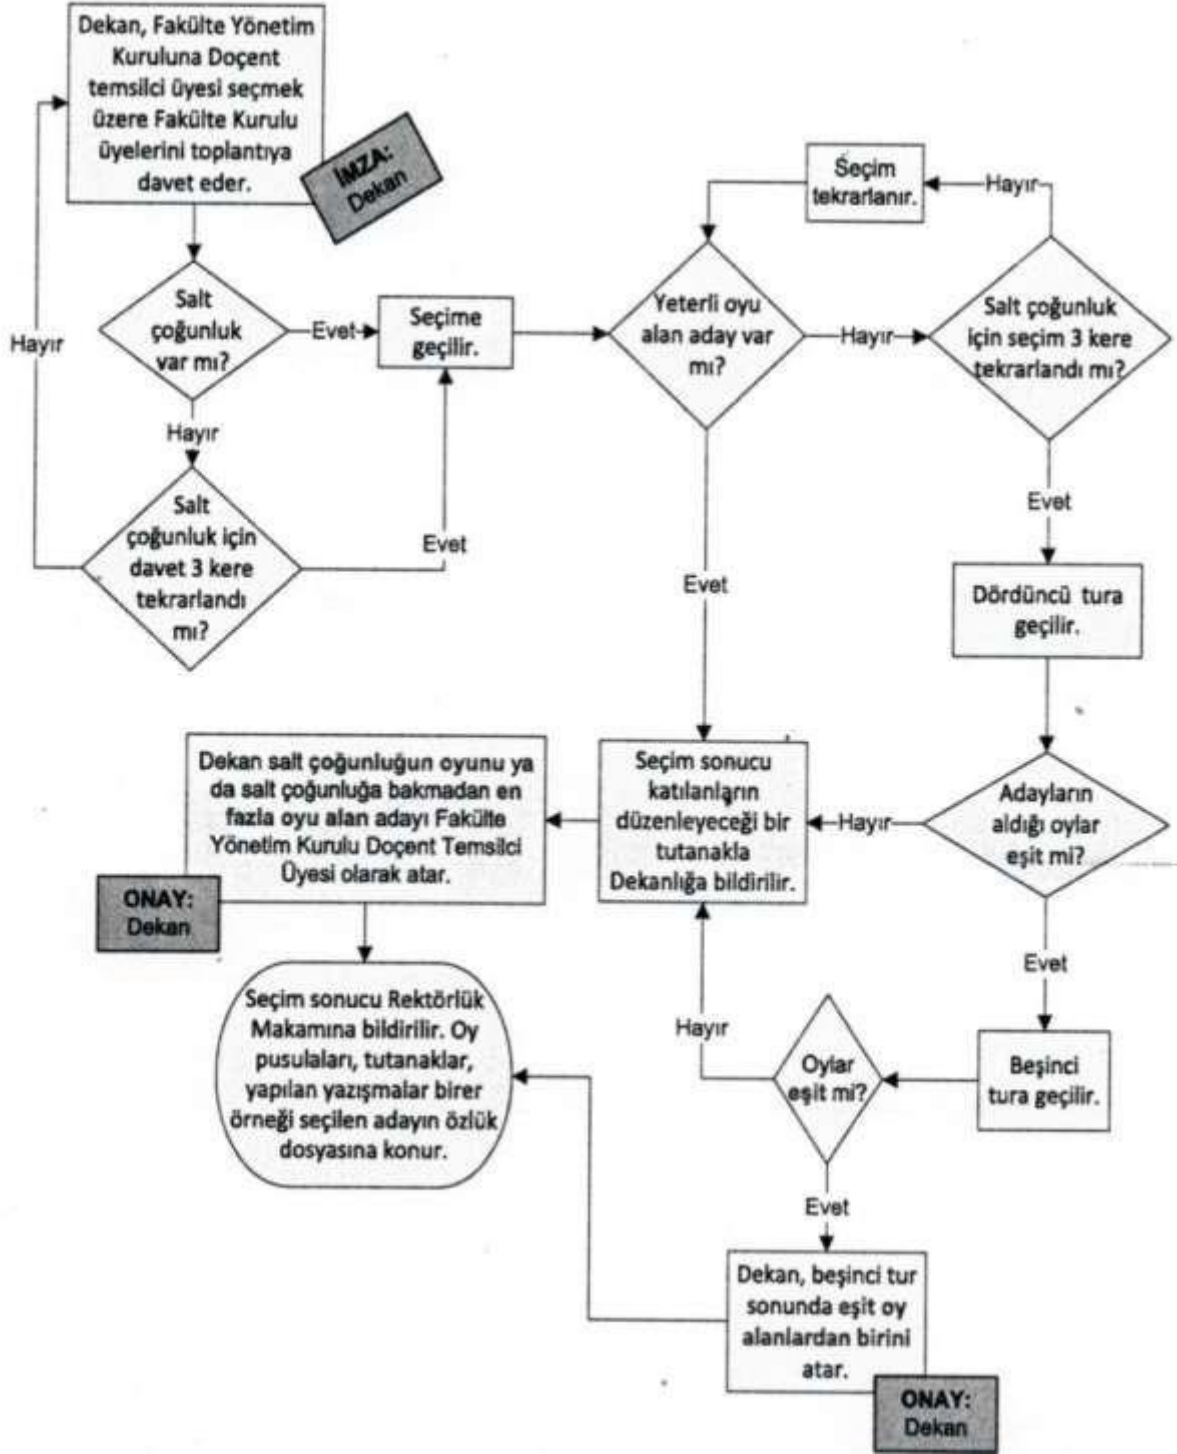 Dekan, Fakülte Yönetim
Kuruluna Doçent
temsilci üyesi seçmek
üzere Fakülte Kurulu
üyelerini toplantıya
davet eder.
İMZA:
Dekan
Salt
çoğunluk
var mı?
Evet
Hayır
Hayır
Salt
çoğunluk için
davet 3 kere
tekrarlandı
mı?
Evet
Seçime
geçilir.
Yeterli oyu
alan aday var
mı?
Seçim
tekrarlanır.
Hayır
Hayır
Salt çoğunluk
için seçim 3 kere
tekrarlandı mı?
Evet
Evet
Dördüncü tura
geçilir.
Adayların
aldığı oylar
eşit mi?
Hayır
Evet
Beşinci
tura geçilir.
Oylar
eşit mi?
Hayır
Evet
Seçim sonucu
katılanların
düzenleyeceği bir
tutanakla
Dekanlığa bildirilir.
Dekan salt çoğunluğun oyunu ya
da salt çoğunluğa bakmadan en
fazla oyu alan adayı Fakülte
Yönetim Kurulu Doçent Temsilci
Üyesi olarak atar.
ONAY:
Dekan
Seçim sonucu Rektörlük
Makamına bildirilir. Oy
pusulaları, tutanaklar,
yapılan yazışmalar birer
örneği seçilen adayın özlük
dosyasına konur.
Dekan, beşinci tur
sonunda eşit oy
alanlardan birini
atar.
ONAY:
Dekan